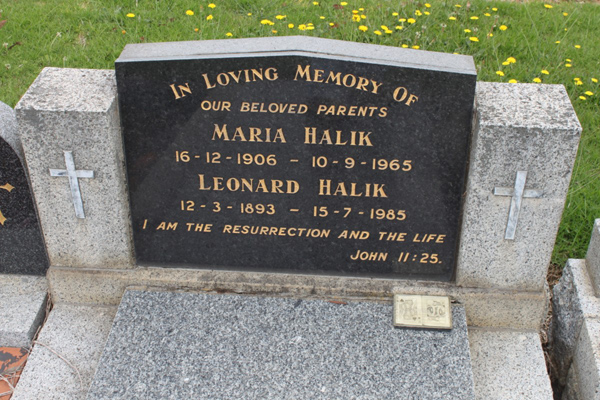 In Loving Memory Of
our beloved parents
Maria Halik
16-12-1906 – 10-9-1965
Leonard Halik
12-3-1893 – 15-7-1985
I am the resurrection and the life
John 11:25.